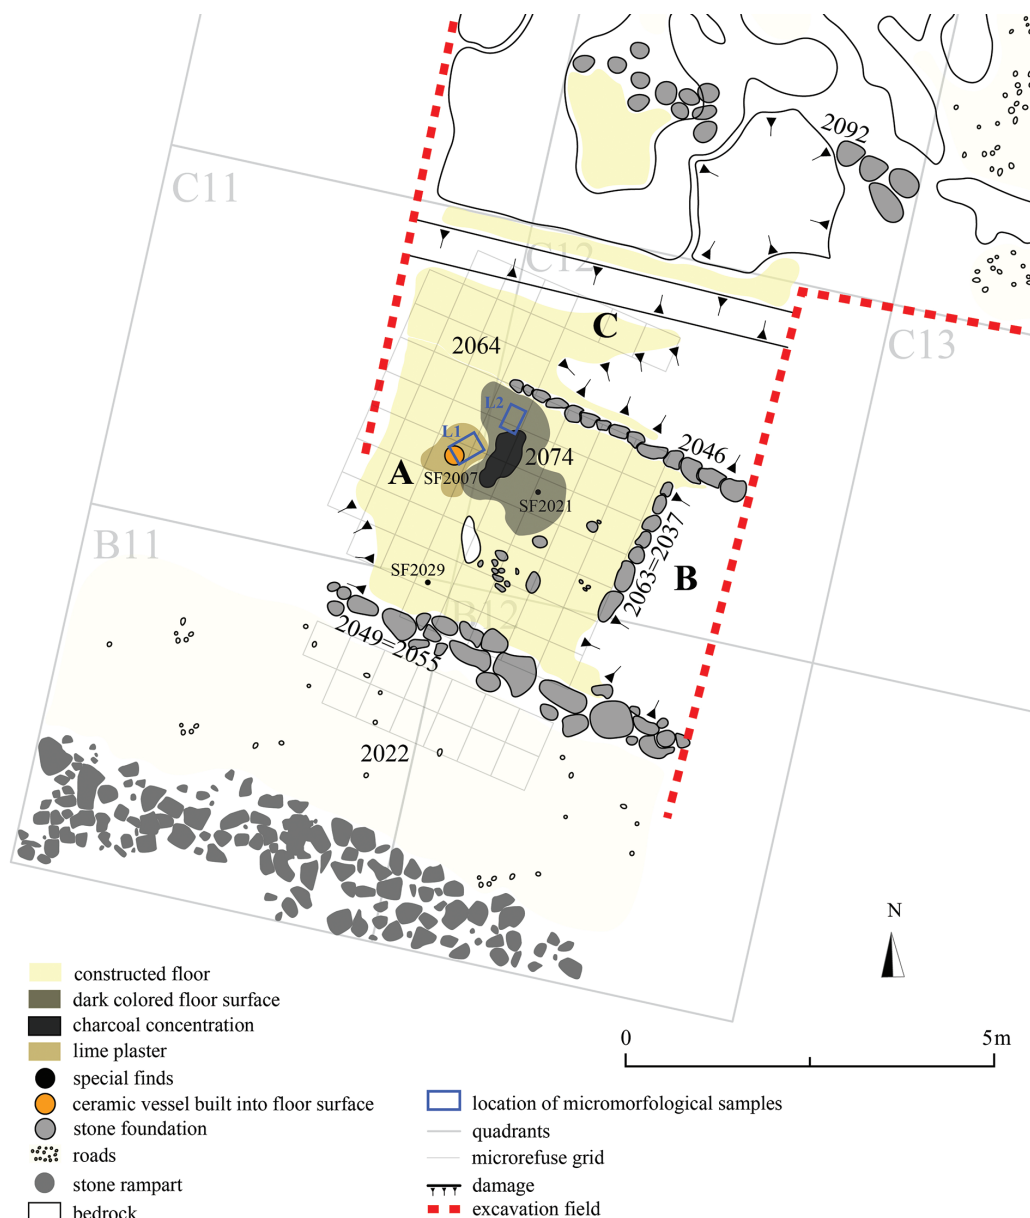 2092
C11
C12
C
C13
2064
L2
L1
2046
2074
A
SF2007
SF2021
B11
2063=2037
B
SF2029
B12
2049=2055
2022
N
constructed floor
dark colored floor surface
charcoal concentration
0 5m
lime plaster
special finds
ceramic vessel built into floor surface
stone foundation
roads
stone rampart
bedrock
location of micromorfological samples
quadrants
microrefuse grid
damage
excavation field